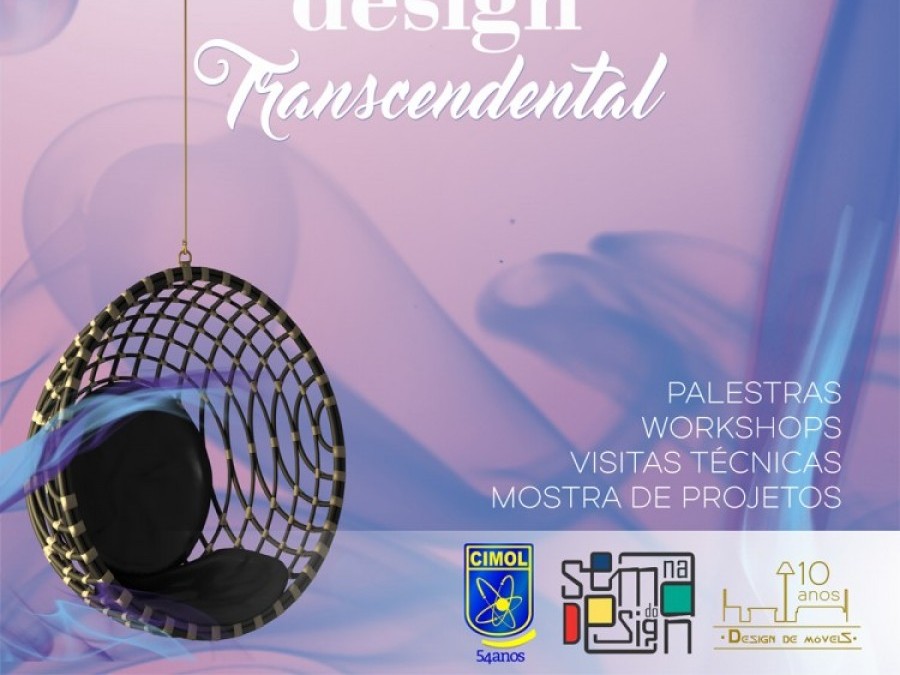 design
Transcendental
PALESTRAS
WORKSHOPS
VISITAS TÉCNICAS
MOSTRA DE PROJETOS
CIMOL
54anos
semana
do
Design
10
anos
• DESIGN DE MÓVEIS •